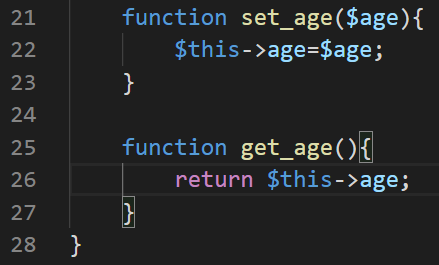 21 function set_age($age){
22 $this->age=$age;
23 }
24
25 function get_age(){
26 return $this->age;
27 }
28 }